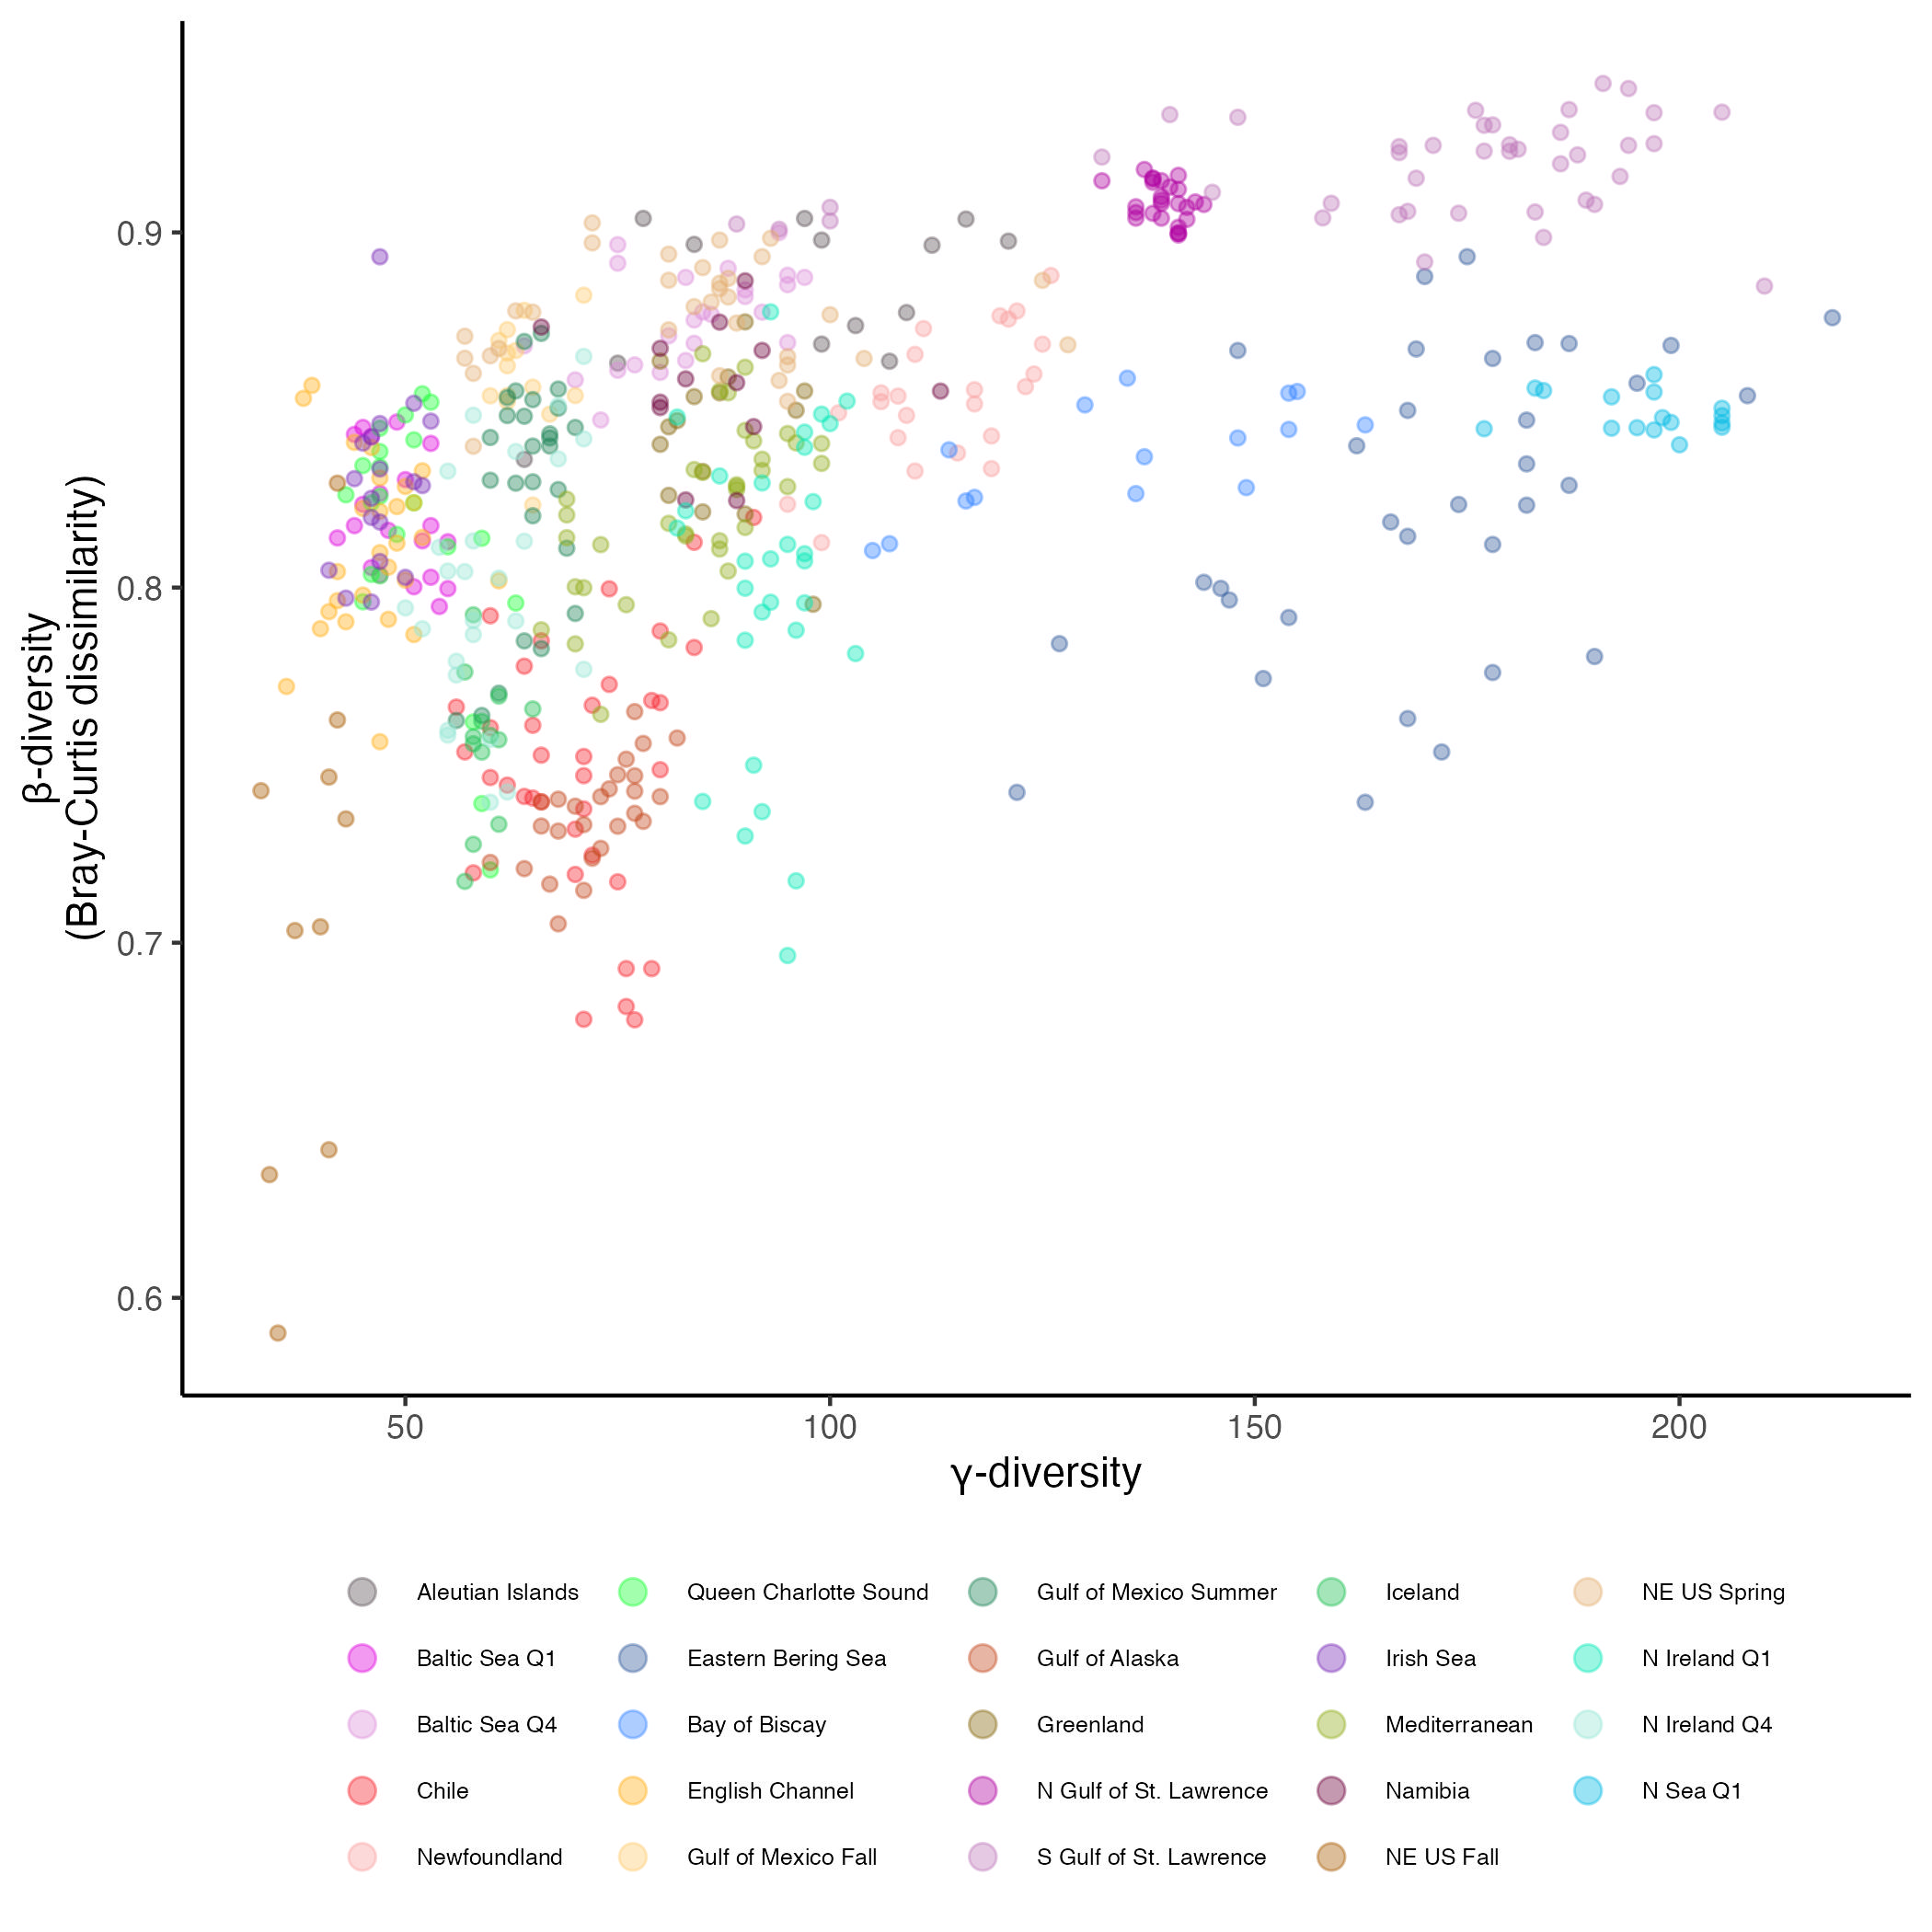 β-diversity
(Bray-Curtis dissimilarity)
0.9
0.8
0.7
0.6
50 100 150 200
γ-diversity
Aleutian Islands Queen Charlotte Sound Gulf of Mexico Summer Iceland NE US Spring
Baltic Sea Q1 Eastern Bering Sea Gulf of Alaska Irish Sea N Ireland Q1
Baltic Sea Q4 Bay of Biscay Greenland Mediterranean N Ireland Q4
Chile English Channel N Gulf of St. Lawrence Namibia N Sea Q1
Newfoundland Gulf of Mexico Fall S Gulf of St. Lawrence NE US Fall